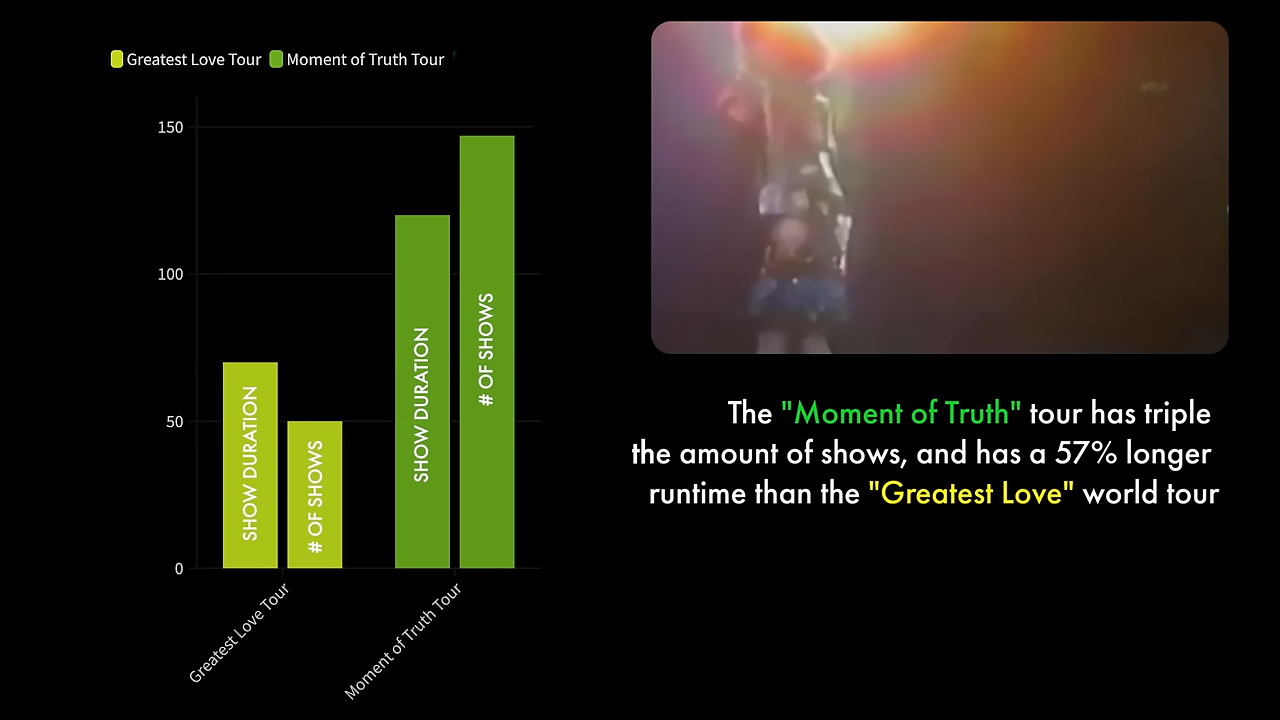 Greatest Love Tour
Moment of Truth Tour
150
100
50
0
SHOW DURATION
# OF SHOWS
SHOW DURATION
# OF SHOWS
Greatest Love Tour
Moment of Truth Tour
The "Moment of Truth" tour has triple
the amount of shows, and has a 57% longer
runtime than the "Greatest Love" world tour